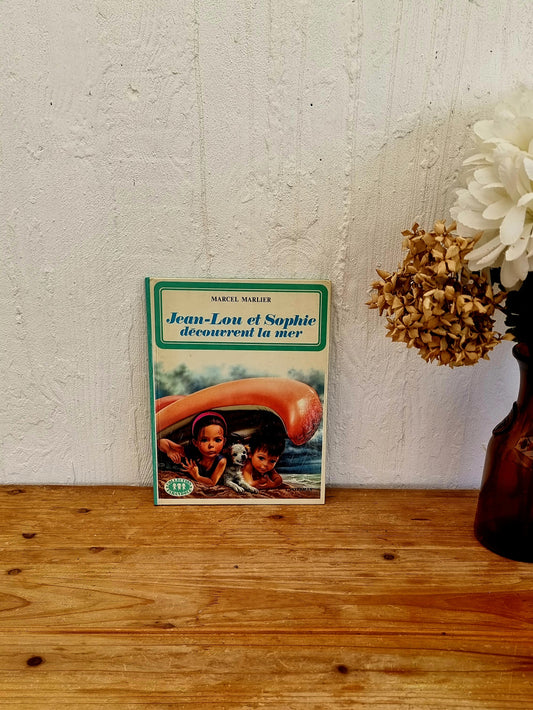 MARCEL MARLIER
Jean-Lou et Sophie
découvrent la mer